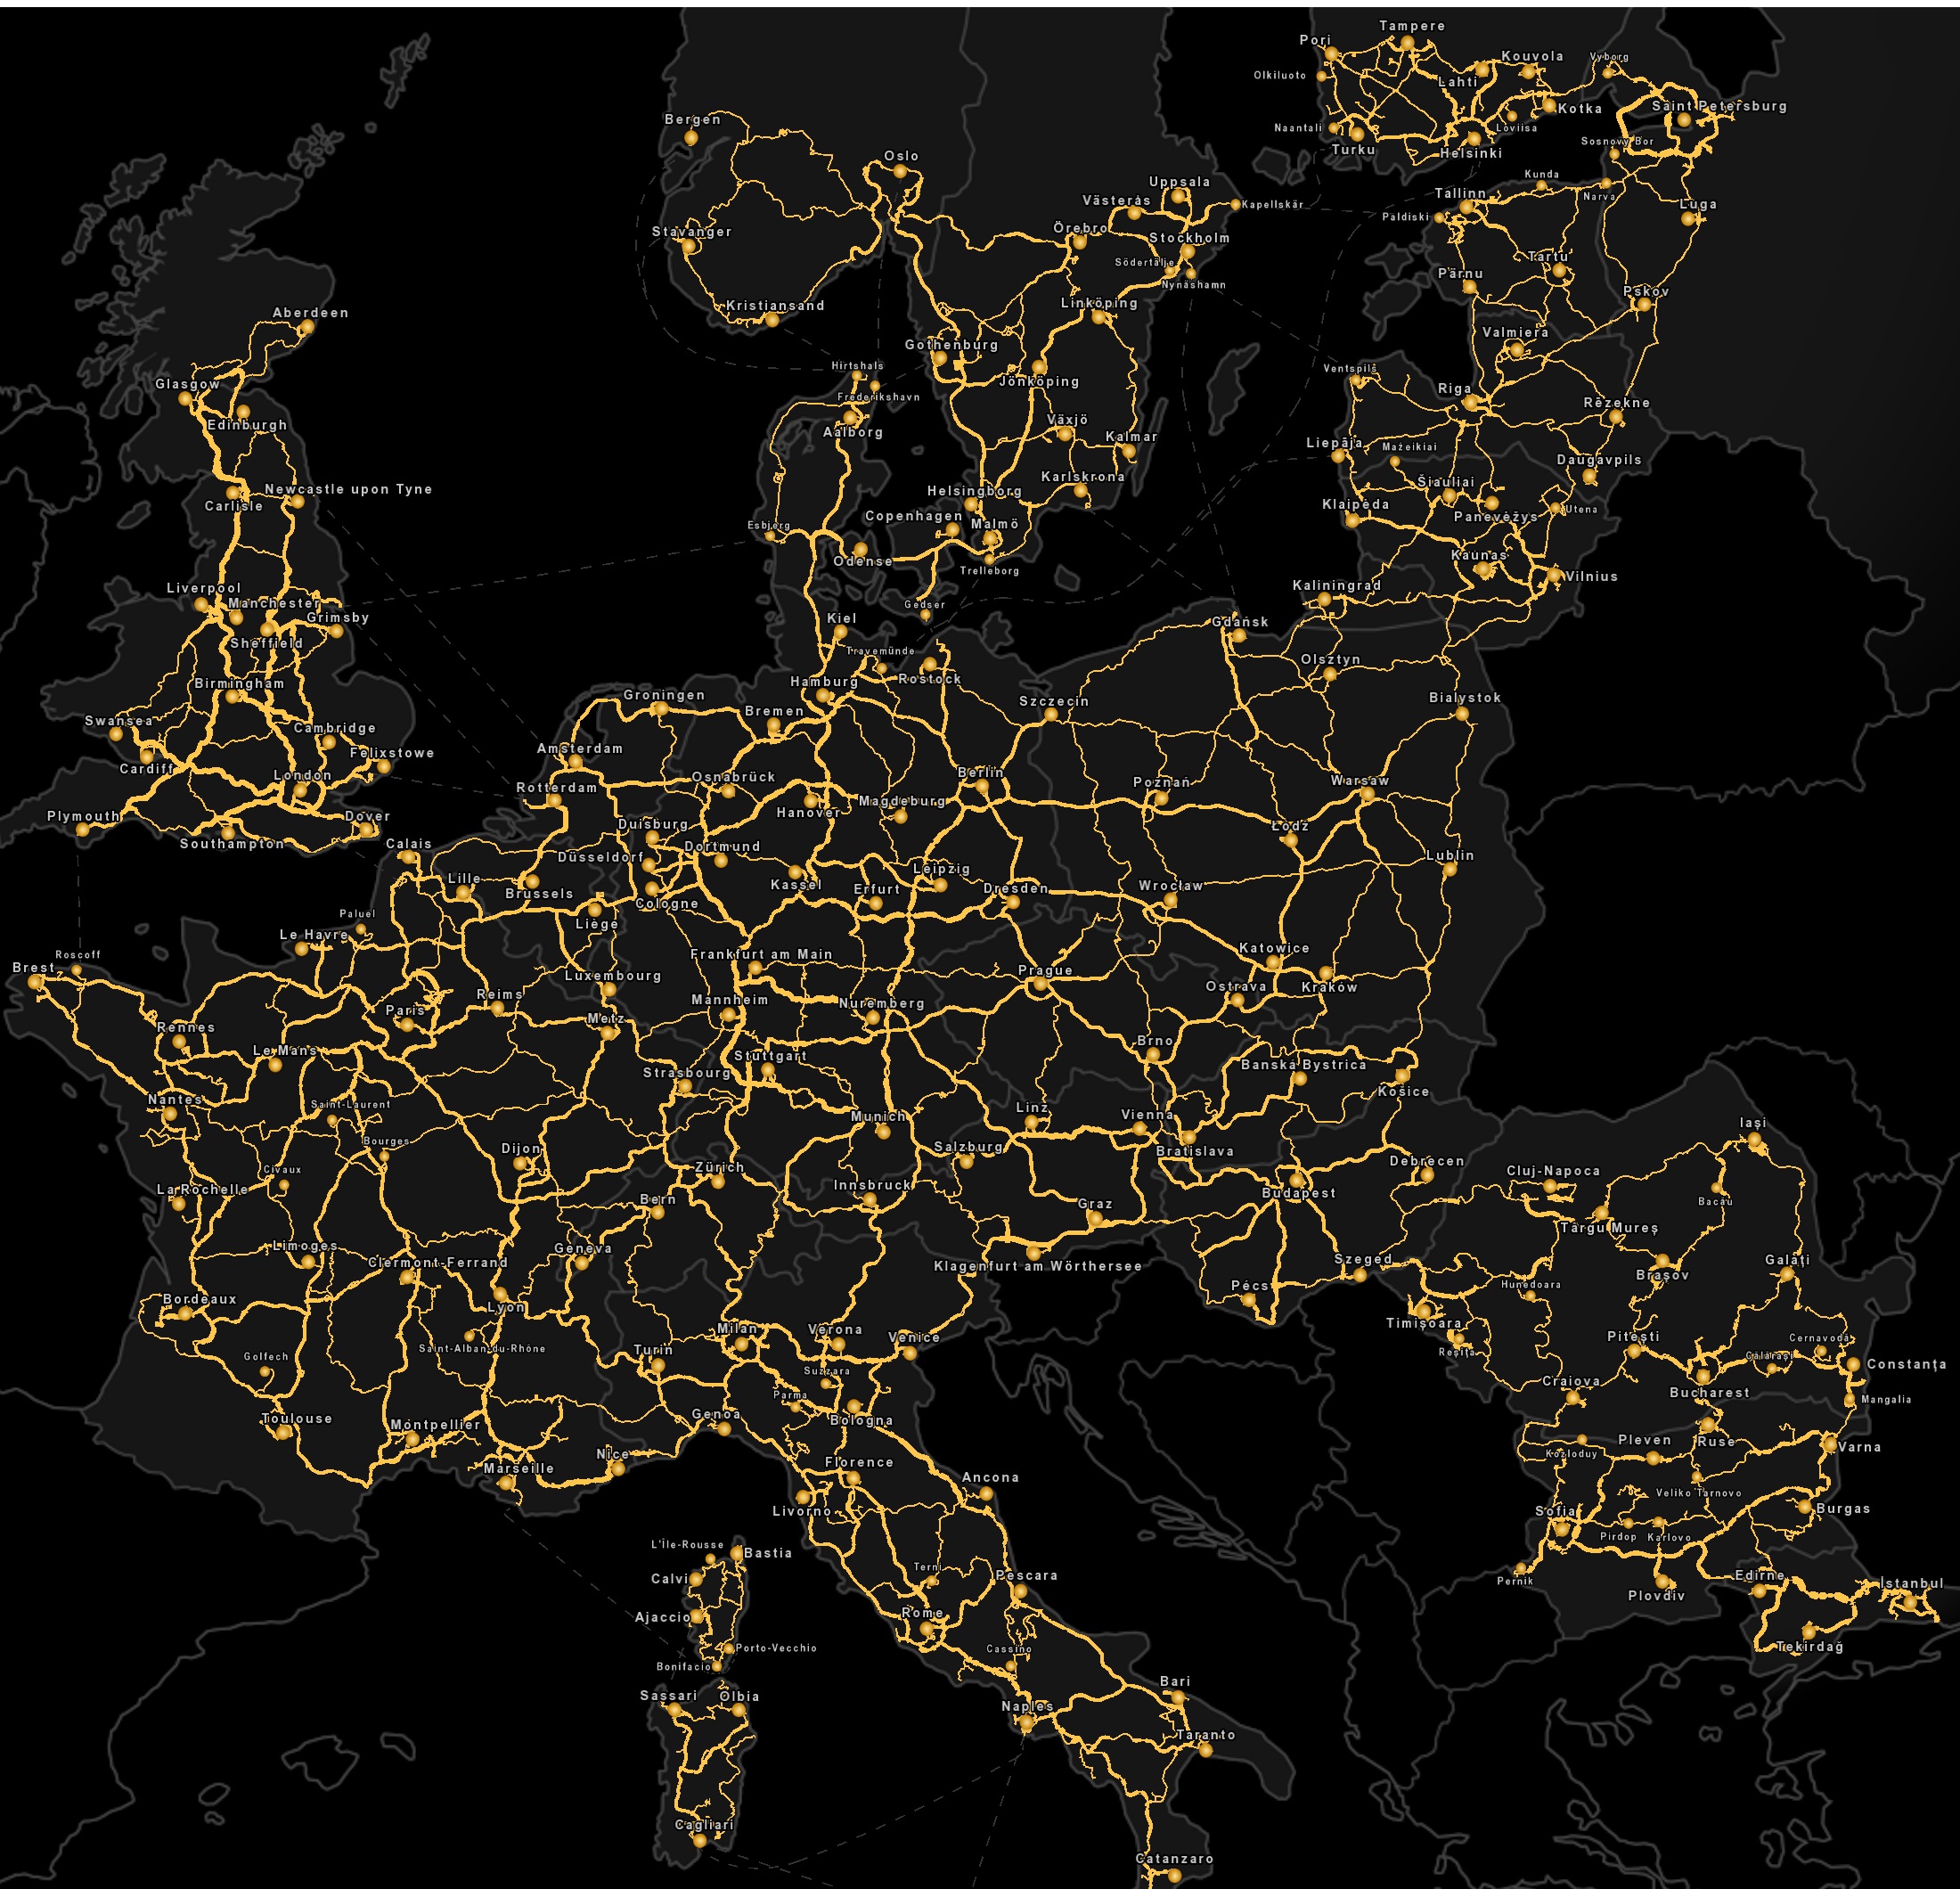 Tampere
Pori
Kouvola
Vyborg
Olkiluoto
Lahti
Saint Petersburg
Kotka
Bergen
Naantali
Loviisa
Turku
Helsinki
Sosnovy Bor
Oslo
Kunda
Uppsala
Tallinn
Narva
Västerås
Kapellskär
Paldiski
Luga
Stavanger
Örebro
Stockholm
Södertälje
Tartu
Pärnu
Nynäshamn
Pskov
Kristiansand
Linköping
Aberdeen
Valmiera
Gothenburg
Hirtshals
Ventspils
Jönköping
Glasgow
Riga
Frederikshavn
Rēzekne
Edinburgh
Växjö
Aalborg
Kalmar
Liepāja
Mažeikiai
Daugavpils
Karlskrona
Šiauliai
Newcastle upon Tyne
Helsingborg
Carlisle
Klaipėda
Utena
Copenhagen
Panevėžys
Malmö
Esbjerg
Kaunas
Odense
Trelleborg
Vilnius
Liverpool
Kaliningrad
Manchester
Gedser
Grimsby
Kiel
Gdańsk
Sheffield
Travemünde
Olsztyn
Rostock
Birmingham
Hamburg
Groningen
Szczecin
Bialystok
Bremen
Swansea
Cambridge
Amsterdam
Felixstowe
Cardiff
London
Osnabrück
Berlin
Poznań
Warsaw
Rotterdam
Magdeburg
Plymouth
Dover
Hanover
Duisburg
Łódź
Southampton
Calais
Dortmund
Düsseldorf
Lublin
Leipzig
Lille
Kassel
Erfurt
Dresden
Wrocław
Brussels
Cologne
Paluel
Liège
Le Havre
Katowice
Roscoff
Frankfurt am Main
Brest
Prague
Luxembourg
Ostrava
Kraków
Reims
Mannheim
Nuremberg
Paris
Metz
Rennes
Brno
Le Mans
Stuttgart
Banská Bystrica
Strasbourg
Košice
Nantes
Saint-Laurent
Linz
Vienna
Munich
Iași
Bourges
Dijon
Salzburg
Bratislava
Debrecen
Zürich
Civaux
Cluj-Napoca
La Rochelle
Innsbruck
Budapest
Bern
Bacău
Graz
Târgu Mureș
Limoges
Geneva
Clermont-Ferrand
Klagenfurt am Wörthersee
Szeged
Galați
Brașov
Pécs
Hunedoara
Bordeaux
Lyon
Timișoara
Milan
Verona
Venice
Pitești
Cernavodă
Saint-Alban-du-Rhône
Turin
Reșița
Golfech
Călărași
Constanța
Suzzara
Craiova
Bucharest
Parma
Mangalia
Genoa
Toulouse
Bologna
Montpellier
Pleven
Ruse
Varna
Nice
Kozloduy
Marseille
Florence
Ancona
Veliko Tarnovo
Livorno
Sofia
Burgas
Pirdop
Karlovo
L'Île-Rousse
Bastia
Terni
Pescara
Edirne
Calvi
Pernik
İstanbul
Plovdiv
Rome
Ajaccio
Tekirdağ
Porto-Vecchio
Cassino
Bonifacio
Bari
Sassari
Olbia
Naples
Taranto
Cagliari
Catanzaro